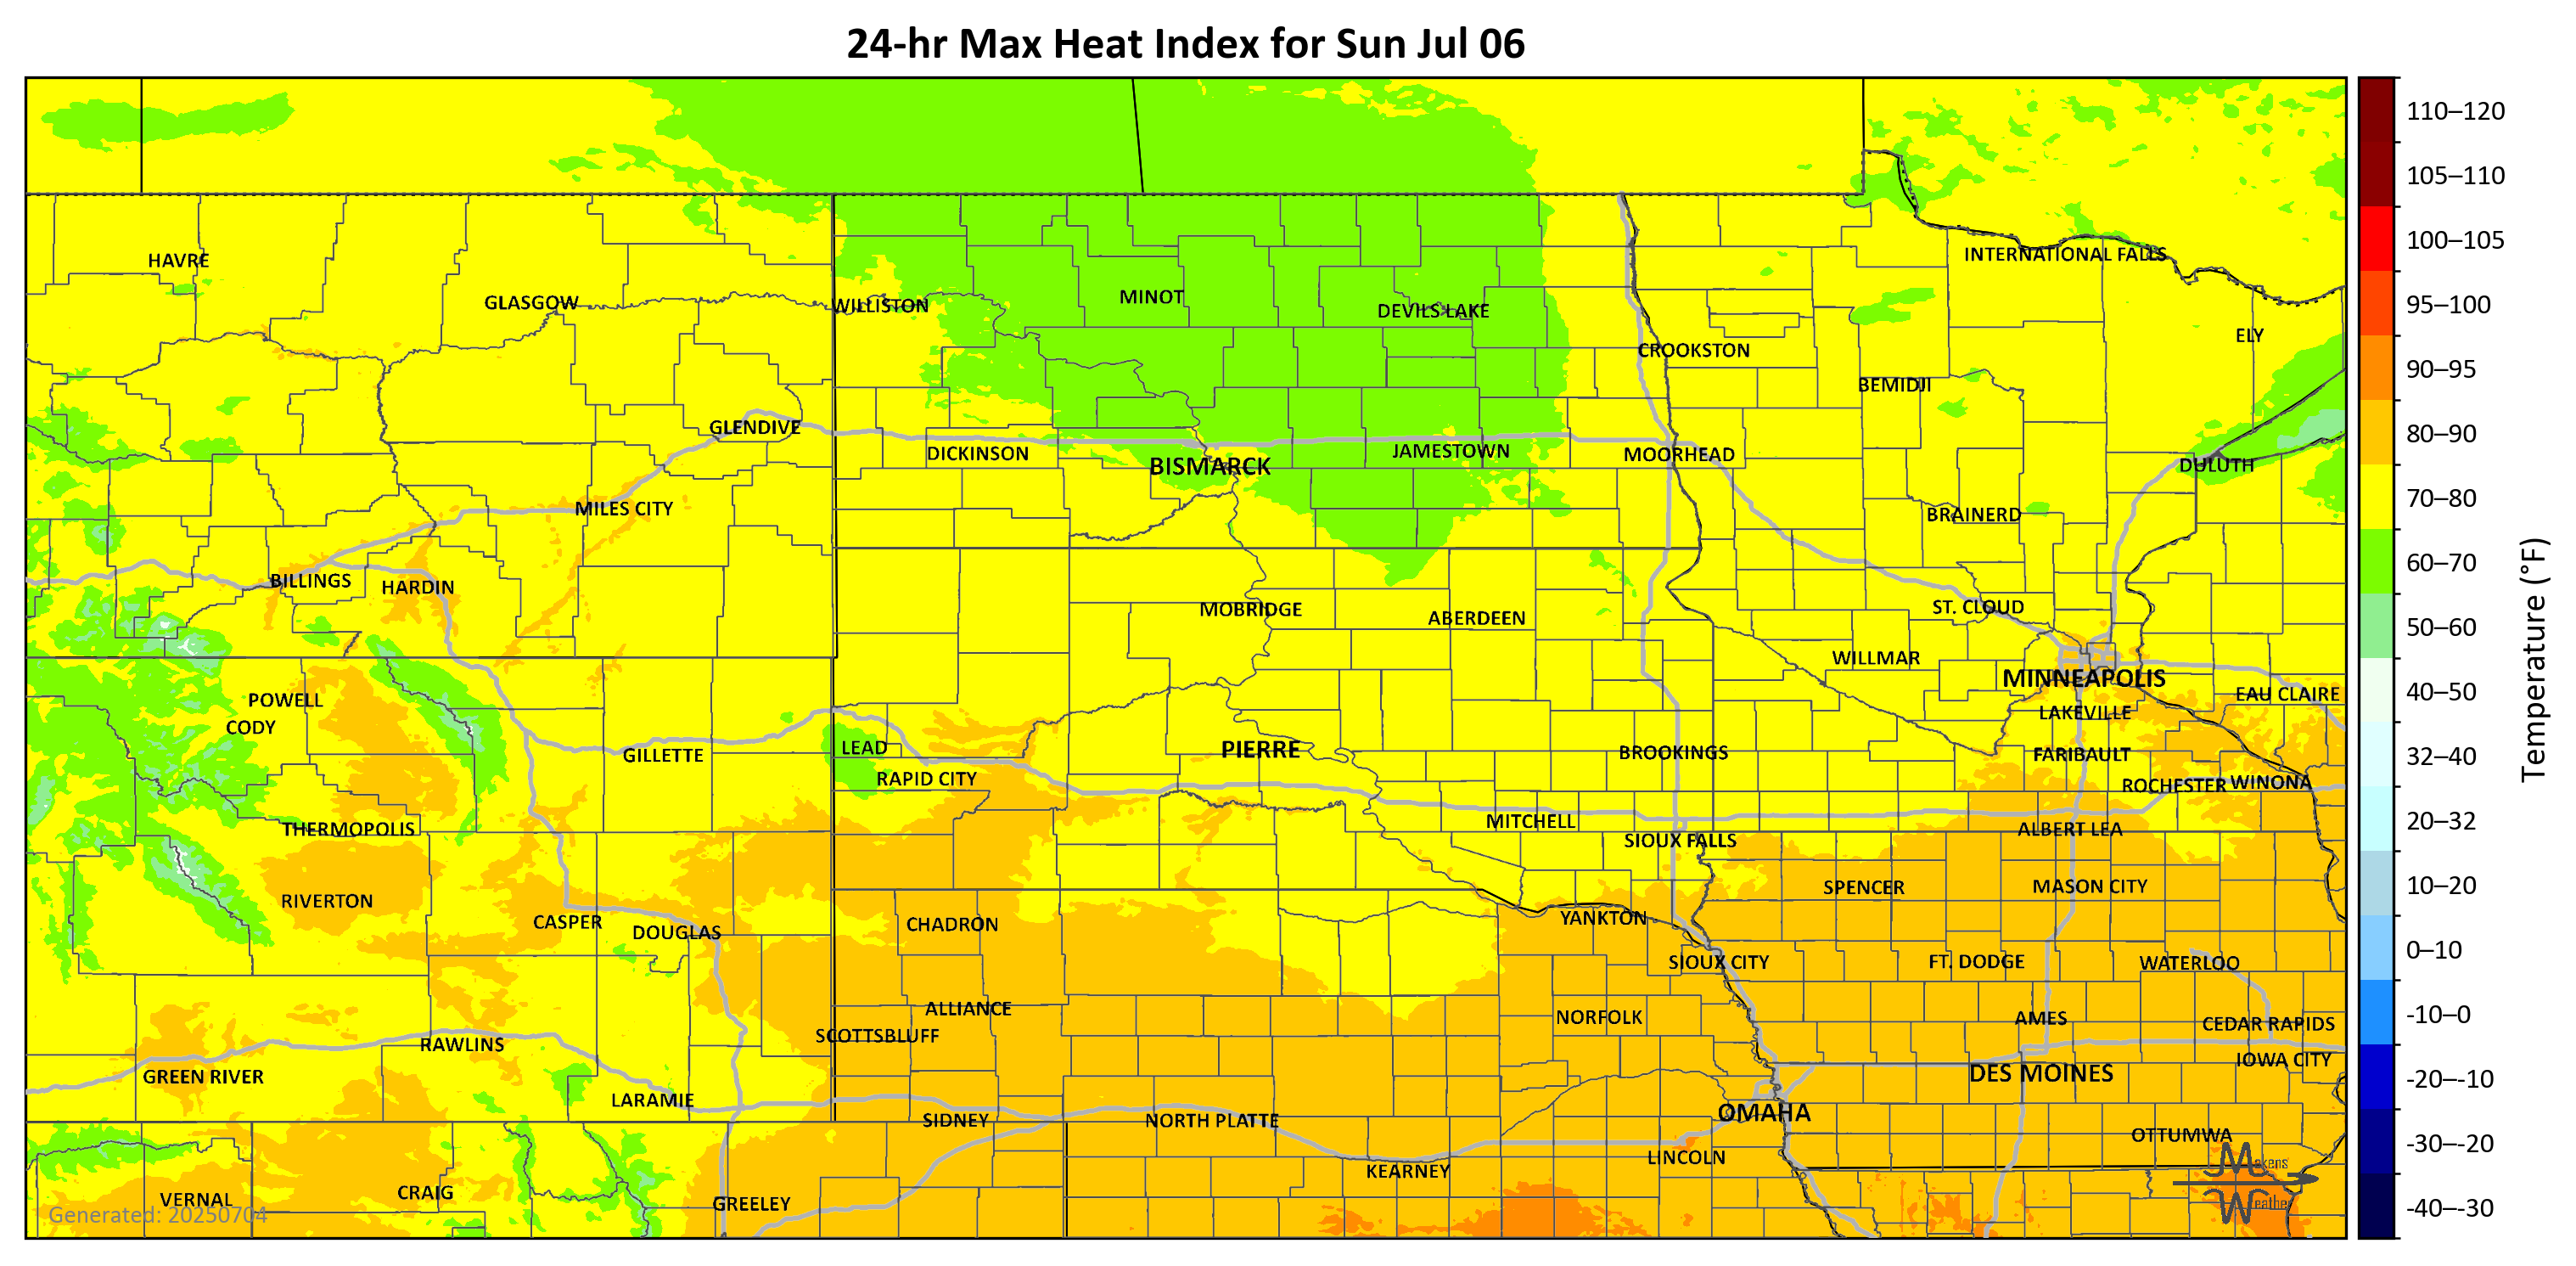 24-hr Max Heat Index for Sun Jul 06
HAVRE
GLASGOW
WILLISTON
MINOT
DEVILS LAKE
INTERNATIONAL FALLS
ELY
CROOKSTON
BEMIDJI
GLENDIVE
DICKINSON
BISMARCK
JAMESTOWN
MOORHEAD
DULUTH
MILES CITY
BRAINERD
BILLINGS
HARDIN
MOBRIDGE
ABERDEEN
ST. CLOUD
WILLMAR
MINNEAPOLIS
EAU CLAIRE
POWELL
CODY
LAKEVILLE
GILLETTE
LEAD
PIERRE
BROOKINGS
FARIBAULT
RAPID CITY
ROCHESTER
WINONA
THERMOPOLIS
MITCHELL
SIOUX FALLS
ALBERT LEA
RIVERTON
SPENCER
MASON CITY
CASPER
DOUGLAS
CHADRON
YANKTON
SIOUX CITY
FT. DODGE
WATERLOO
ALLIANCE
SCOTTSBLUFF
NORFOLK
AMES
CEDAR RAPIDS
RAWLINS
IOWA CITY
GREEN RIVER
DES MOINES
LARAMIE
SIDNEY
NORTH PLATTE
OMAHA
OTTUMWA
KEARNEY
LINCOLN
VERNAL
CRAIG
GREELEY
Generated: 20250704
Makens
Weather
110–120
105–110
100–105
95–100
90–95
80–90
70–80
60–70
50–60
40–50
32–40
20–32
10–20
0–10
-10–0
-20–-10
-30–-20
-40–-30
Temperature (°F)